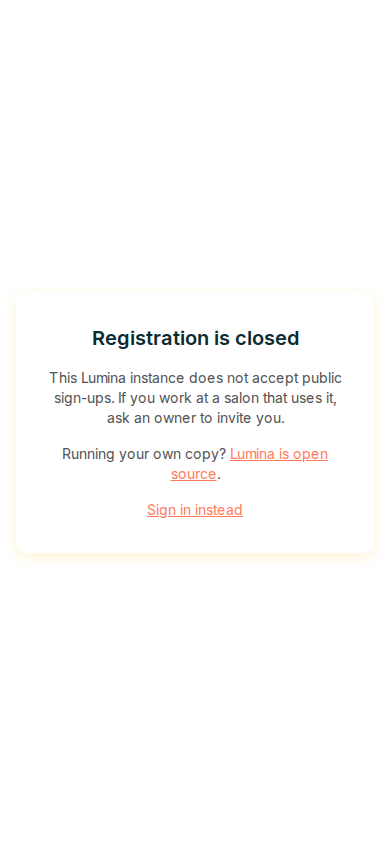 Registration is closed
This Lumina instance does not accept public
sign-ups. If you work at a salon that uses it,
ask an owner to invite you.
Running your own copy? Lumina is open
source.
Sign in instead